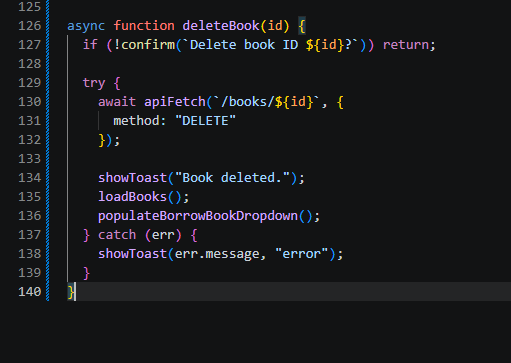 125
126 async function deleteBook(id) {
127   if (!confirm(`Delete book ID ${id}?`)) return;
128
129   try {
130     await apiFetch(`/books/${id}`, {
131       method: "DELETE"
132     });
133
134     showToast("Book deleted.");
135     loadBooks();
136     populateBorrowBookDropdown();
137   } catch (err) {
138     showToast(err.message, "error");
139   }
140 }